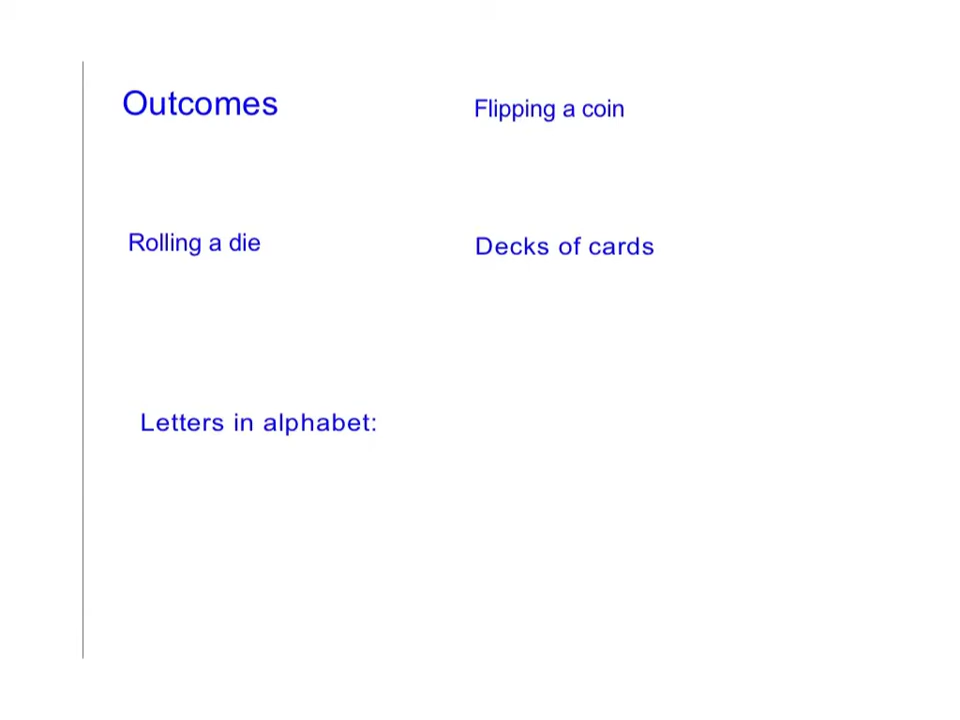 Outcomes
Flipping a coin
Rolling a die
Decks of cards
Letters in alphabet: